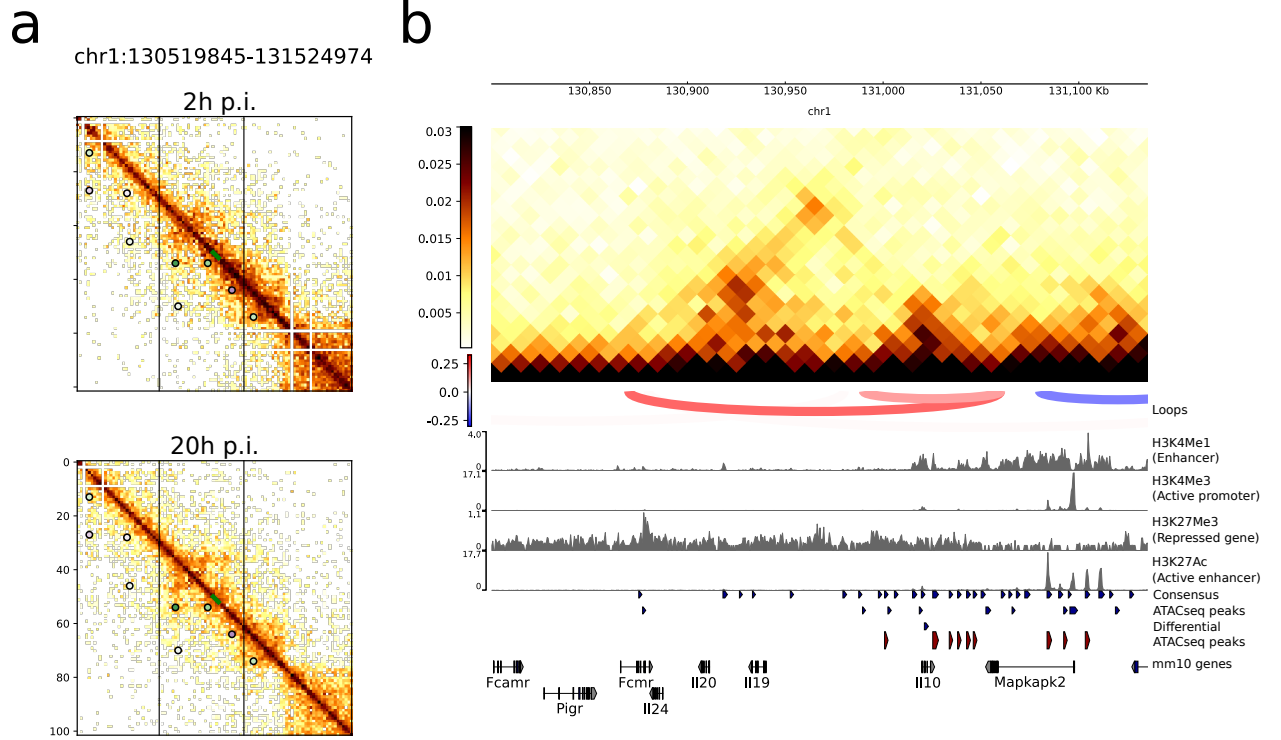 a
b
chr1:130519845-131524974
2h p.i.
20h p.i.
0
20
40
60
80
100
130,850
130,900
130,950
131,000
131,050
131,100 Kb
chr1
0.03
0.025
0.02
0.015
0.01
0.005
0.25
0.0
-0.25
Loops
4.0
0
H3K4Me1
(Enhancer)
17.1
0
H3K4Me3
(Active promoter)
1.1
0
H3K27Me3
(Repressed gene)
17.7
0
H3K27Ac
(Active enhancer)
Consensus
ATACseq peaks
Differential
ATACseq peaks
mm10 genes
Fcamr
Fcmr
Il20
Il19
Il10
Mapkapk2
Pigr
Il24